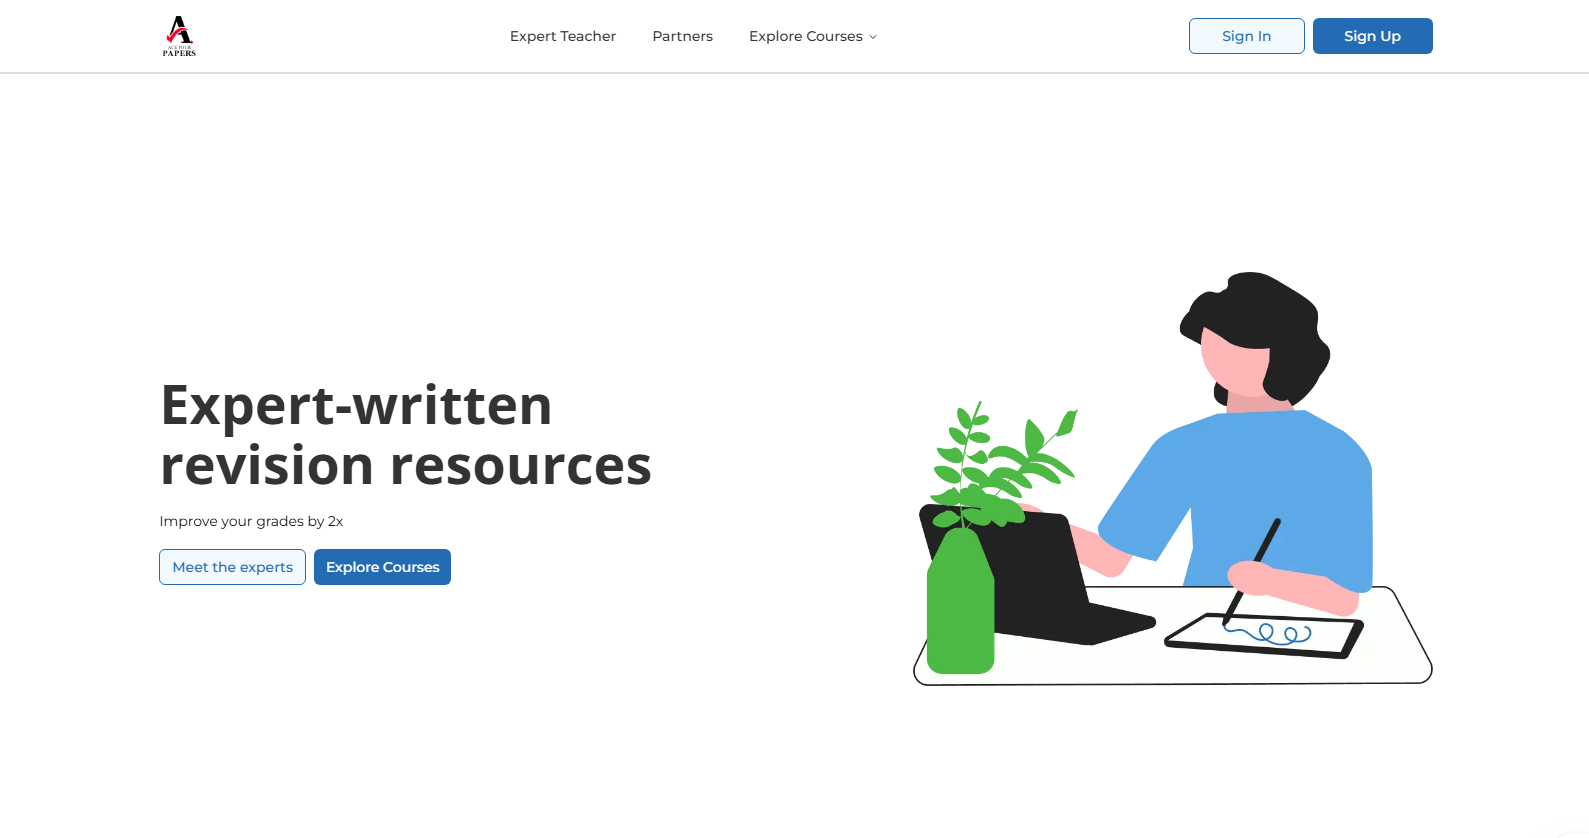 A
ACE YOUR
PAPERS
Expert Teacher
Partners
Explore Courses
Sign In
Sign Up
Expert-written
revision resources
Improve your grades by 2x
Meet the experts
Explore Courses